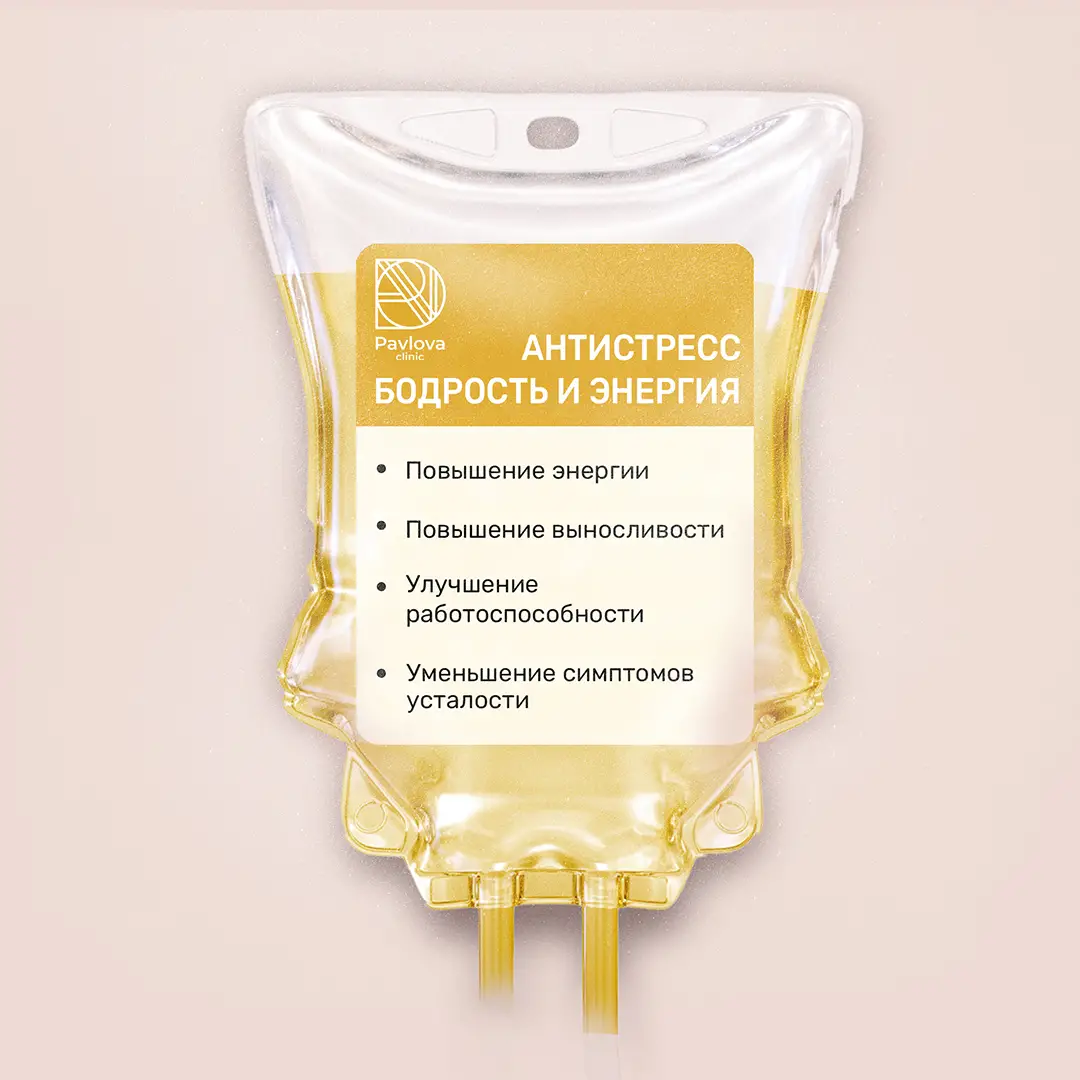 Pavlova
clinic
АНТИСТРЕСС
БОДРОСТЬ И ЭНЕРГИЯ
• Повышение энергии
• Повышение выносливости
• Улучшение
работоспособности
• Уменьшение симптомов
усталости